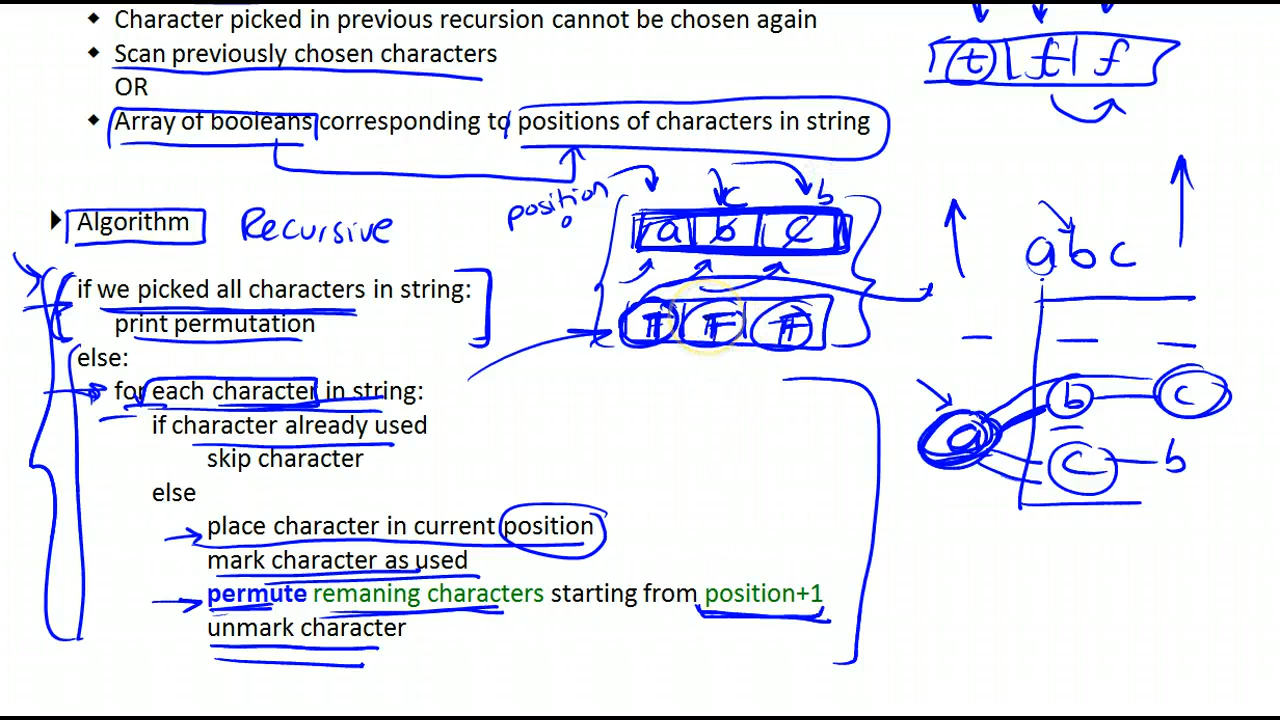 Character picked in previous recursion cannot be chosen again
Scan previously chosen characters
OR
Array of booleans corresponding to positions of characters in string
t f f
position
0
c b
a b c
Algorithm Recursive
abc
if we picked all characters in string:
print permutation
F
else:
for each character in string:
b c
if character already used
a
skip character
c b
else
place character in current position
mark character as used
permute remaning characters starting from position+1
unmark character